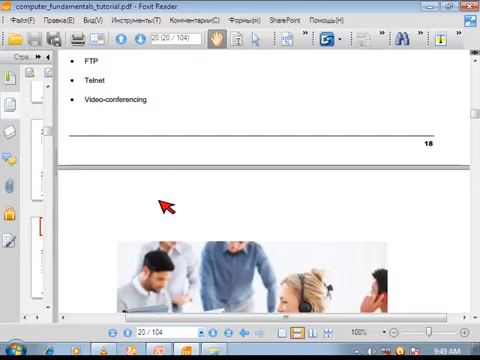 computer_fundamentals_tutorial.pdf - Foxit Reader
Файл(F) Правка(E) Вид(V) Инструменты(T) Комментарии(C) Формы(n) SharePoint Помощь(H)
20 (20 / 104)
Стра...
• FTP
• Telnet
• Video-conferencing
18
20 / 104
100%
9:49 AM